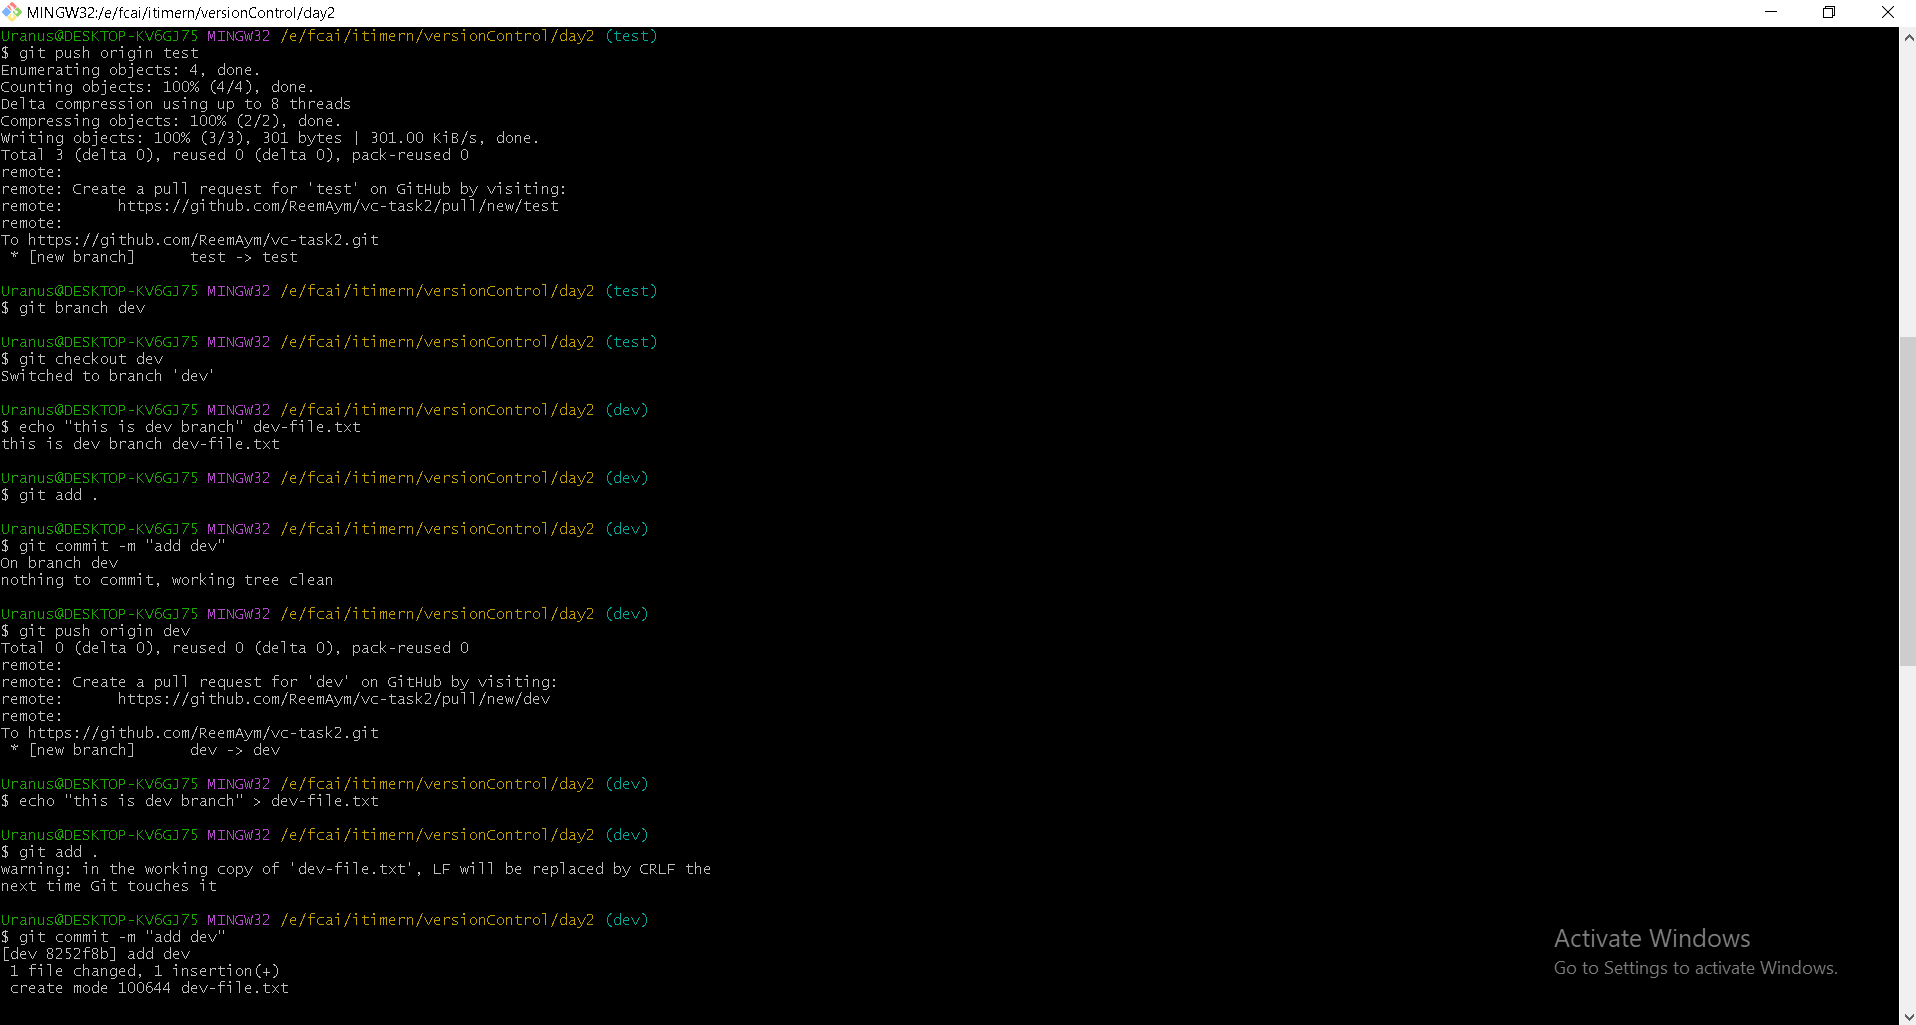 MINGW32:/e/fcai/itimern/versionControl/day2
Uranus@DESKTOP-KV6GJ75 MINGW32 /e/fcai/itimern/versionControl/day2 (test)
$ git push origin test
Enumerating objects: 4, done.
Counting objects: 100% (4/4), done.
Delta compression using up to 8 threads
Compressing objects: 100% (2/2), done.
Writing objects: 100% (3/3), 301 bytes | 301.00 KiB/s, done.
Total 3 (delta 0), reused 0 (delta 0), pack-reused 0
remote:
remote: Create a pull request for 'test' on GitHub by visiting:
remote:      https://github.com/ReemAym/vc-task2/pull/new/test
remote:
To https://github.com/ReemAym/vc-task2.git
 * [new branch]      test -> test
Uranus@DESKTOP-KV6GJ75 MINGW32 /e/fcai/itimern/versionControl/day2 (test)
$ git branch dev
Uranus@DESKTOP-KV6GJ75 MINGW32 /e/fcai/itimern/versionControl/day2 (test)
$ git checkout dev
Switched to branch 'dev'
Uranus@DESKTOP-KV6GJ75 MINGW32 /e/fcai/itimern/versionControl/day2 (dev)
$ echo "this is dev branch" dev-file.txt
this is dev branch dev-file.txt
Uranus@DESKTOP-KV6GJ75 MINGW32 /e/fcai/itimern/versionControl/day2 (dev)
$ git add .
Uranus@DESKTOP-KV6GJ75 MINGW32 /e/fcai/itimern/versionControl/day2 (dev)
$ git commit -m "add dev"
On branch dev
nothing to commit, working tree clean
Uranus@DESKTOP-KV6GJ75 MINGW32 /e/fcai/itimern/versionControl/day2 (dev)
$ git push origin dev
Total 0 (delta 0), reused 0 (delta 0), pack-reused 0
remote:
remote: Create a pull request for 'dev' on GitHub by visiting:
remote:      https://github.com/ReemAym/vc-task2/pull/new/dev
remote:
To https://github.com/ReemAym/vc-task2.git
 * [new branch]      dev -> dev
Uranus@DESKTOP-KV6GJ75 MINGW32 /e/fcai/itimern/versionControl/day2 (dev)
$ echo "this is dev branch" > dev-file.txt
Uranus@DESKTOP-KV6GJ75 MINGW32 /e/fcai/itimern/versionControl/day2 (dev)
$ git add .
warning: in the working copy of 'dev-file.txt', LF will be replaced by CRLF the
next time Git touches it
Uranus@DESKTOP-KV6GJ75 MINGW32 /e/fcai/itimern/versionControl/day2 (dev)
$ git commit -m "add dev"
[dev 8252f8b] add dev
 1 file changed, 1 insertion(+)
 create mode 100644 dev-file.txt
Activate Windows
Go to Settings to activate Windows.